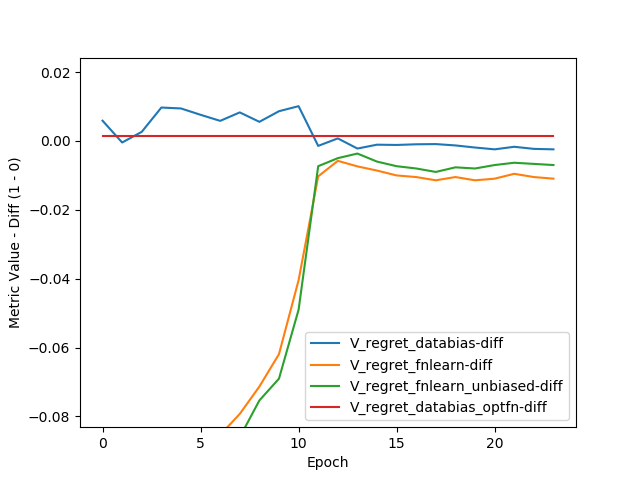 0.02
0.00
−0.02
−0.04
−0.06
−0.08
Metric Value - Diff (1 - 0)
V_regret_databias-diff
V_regret_fnlearn-diff
V_regret_fnlearn_unbiased-diff
V_regret_databias_optfn-diff
0 5 10 15 20
Epoch